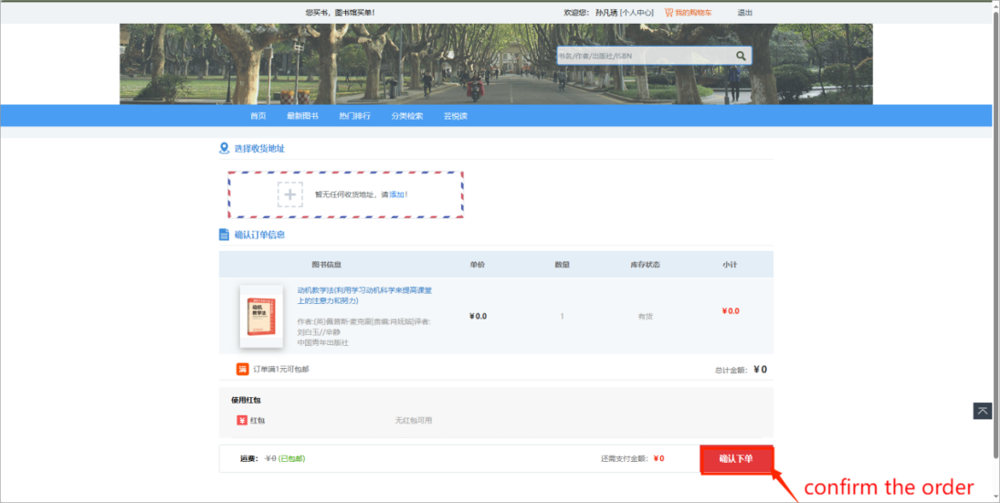 您买书，图书馆买单！
欢迎您： 孙凡琇 [个人中心] 我的购物车 退出
书名/作者/出版社/ISBN
首页 最新图书 热门排行 分类检索 芸悦读
选择收货地址
暂无任何收货地址，请添加！
确认订单信息
图书信息 单价 数量 库存状态 小计
动机教学法(利用学习动机科学来提高课堂
上的注意力和努力)
¥0.0 1 有货 ¥0.0
作者:(英)佩普斯·麦克雷|责编:肖妩嫔|译者:
刘白玉//辛静
中国青年出版社
动机
教学法
满 订单满1元可包邮 总计金额： ¥0
使用红包
¥ 红包 无红包可用
运费： ¥0 (已包邮) 还需支付金额： ¥0 确认下单
confirm the order